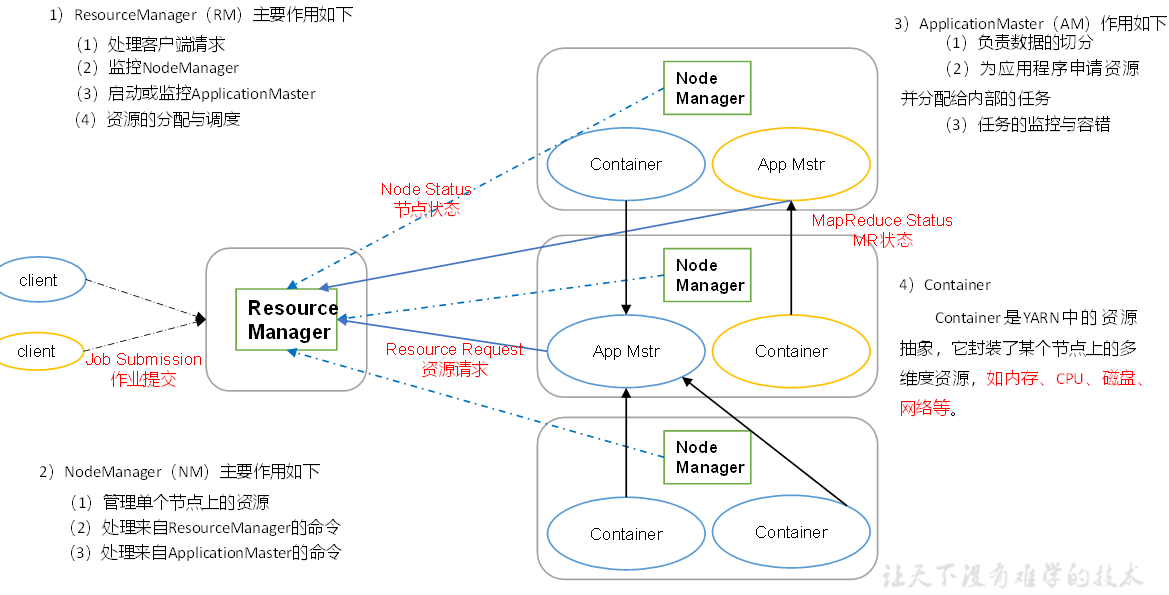 1）ResourceManager（RM）主要作用如下
（1）处理客户端请求
（2）监控NodeManager
（3）启动或监控ApplicationMaster
（4）资源的分配与调度
3）ApplicationMaster（AM）作用如下
（1）负责数据的切分
（2）为应用程序申请资源
并分配给内部的任务
（3）任务的监控与容错
Node
Manager
Container
App Mstr
Node Status
节点状态
MapReduce Status
MR状态
client
client
Job Submission
作业提交
Resource
Manager
Resource Request
资源请求
Node
Manager
App Mstr
Container
4）Container
Container是YARN中的资源
抽象，它封装了某个节点上的多
维度资源，如内存、CPU、磁盘、
网络等。
Node
Manager
Container
Container
2）NodeManager（NM）主要作用如下
（1）管理单个节点上的资源
（2）处理来自ResourceManager的命令
（3）处理来自ApplicationMaster的命令
让天下没有难学的技术